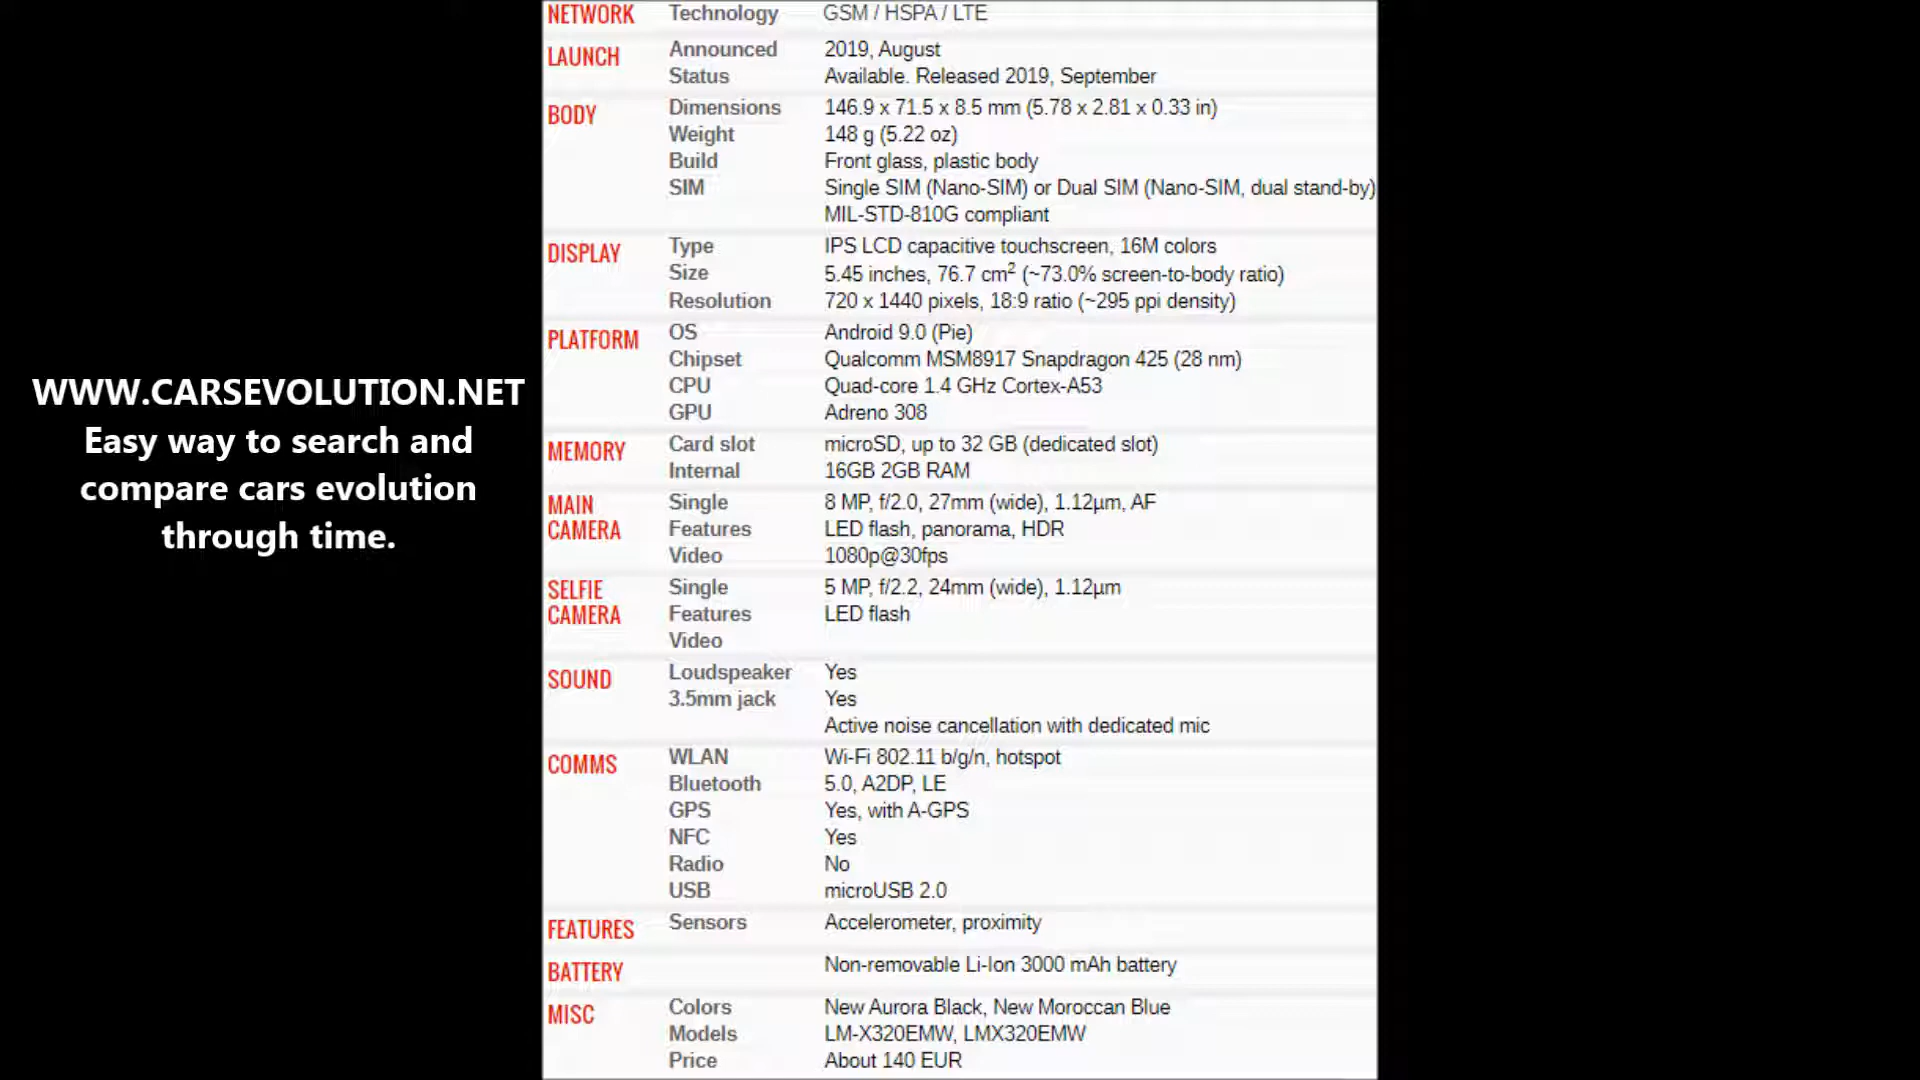 WWW.CARSEVOLUTION.NET
Easy way to search and
compare cars evolution
through time.
NETWORK Technology GSM / HSPA / LTE
LAUNCH Announced 2019, August
Status Available. Released 2019, September
BODY Dimensions 146.9 x 71.5 x 8.5 mm (5.78 x 2.81 x 0.33 in)
Weight 148 g (5.22 oz)
Build Front glass, plastic body
SIM Single SIM (Nano-SIM) or Dual SIM (Nano-SIM, dual stand-by)
MIL-STD-810G compliant
DISPLAY Type IPS LCD capacitive touchscreen, 16M colors
Size 5.45 inches, 76.7 cm² (~73.0% screen-to-body ratio)
Resolution 720 x 1440 pixels, 18:9 ratio (~295 ppi density)
PLATFORM OS Android 9.0 (Pie)
Chipset Qualcomm MSM8917 Snapdragon 425 (28 nm)
CPU Quad-core 1.4 GHz Cortex-A53
GPU Adreno 308
MEMORY Card slot microSD, up to 32 GB (dedicated slot)
Internal 16GB 2GB RAM
MAIN CAMERA Single 8 MP, f/2.0, 27mm (wide), 1.12µm, AF
Features LED flash, panorama, HDR
Video 1080p@30fps
SELFIE CAMERA Single 5 MP, f/2.2, 24mm (wide), 1.12µm
Features LED flash
Video
SOUND Loudspeaker Yes
3.5mm jack Yes
Active noise cancellation with dedicated mic
COMMS WLAN Wi-Fi 802.11 b/g/n, hotspot
Bluetooth 5.0, A2DP, LE
GPS Yes, with A-GPS
NFC Yes
Radio No
USB microUSB 2.0
FEATURES Sensors Accelerometer, proximity
BATTERY Non-removable Li-Ion 3000 mAh battery
MISC Colors New Aurora Black, New Moroccan Blue
Models LM-X320EMW, LMX320EMW
Price About 140 EUR